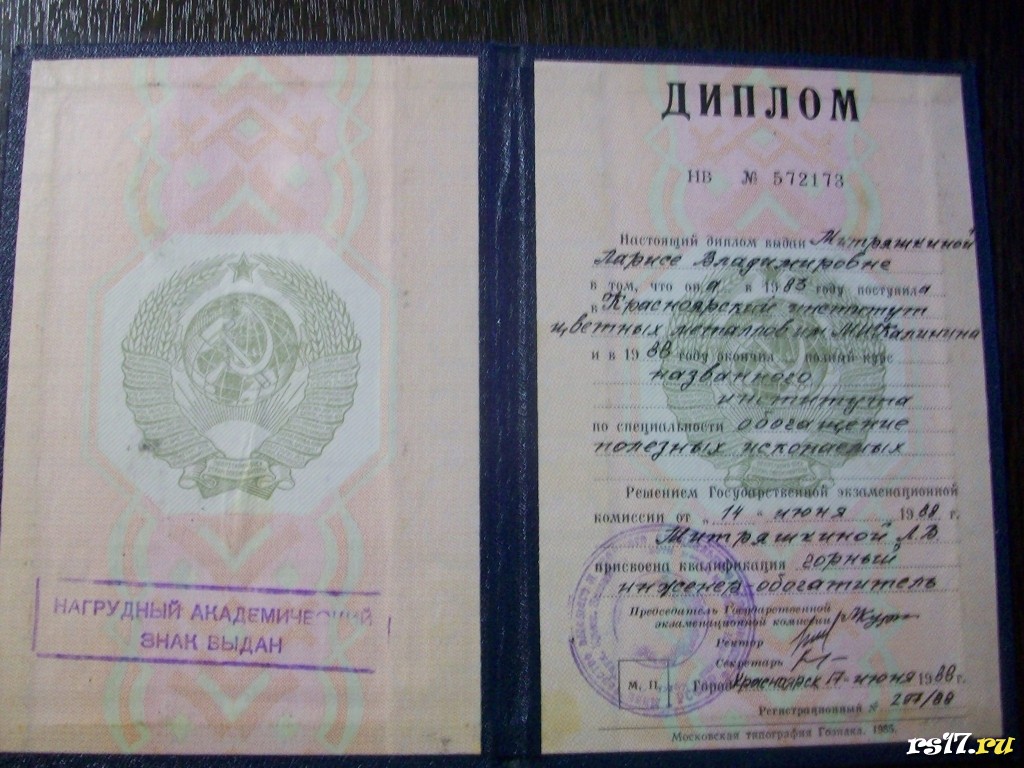 НАГРУДНЫЙ АКАДЕМИЧЕСКИЙ
ЗНАК ВЫДАН
ДИПЛОМ
НВ № 572173
Настоящий диплом выдан Митряшкиной
Ларисе Владимировне
в том, что она в 1983 году поступила
в Красноярский институт
цветных металлов им. М.И. Калинина
и в 1988 году окончила полный курс
названного
института
по специальности обогащение
полезных ископаемых
Решением Государственной экзаменационной
комиссии от „14" июня 1988 г.
Митряшкиной Л.В.
присвоена квалификация горный
инженер обогатитель
Председатель Государственной
экзаменационной комиссии
Ректор
Секретарь
М. П. Город Красноярск 17 июня 1988 г.
Регистрационный № 207/88
Московская типография Гознака. 1985.
rs17.ru